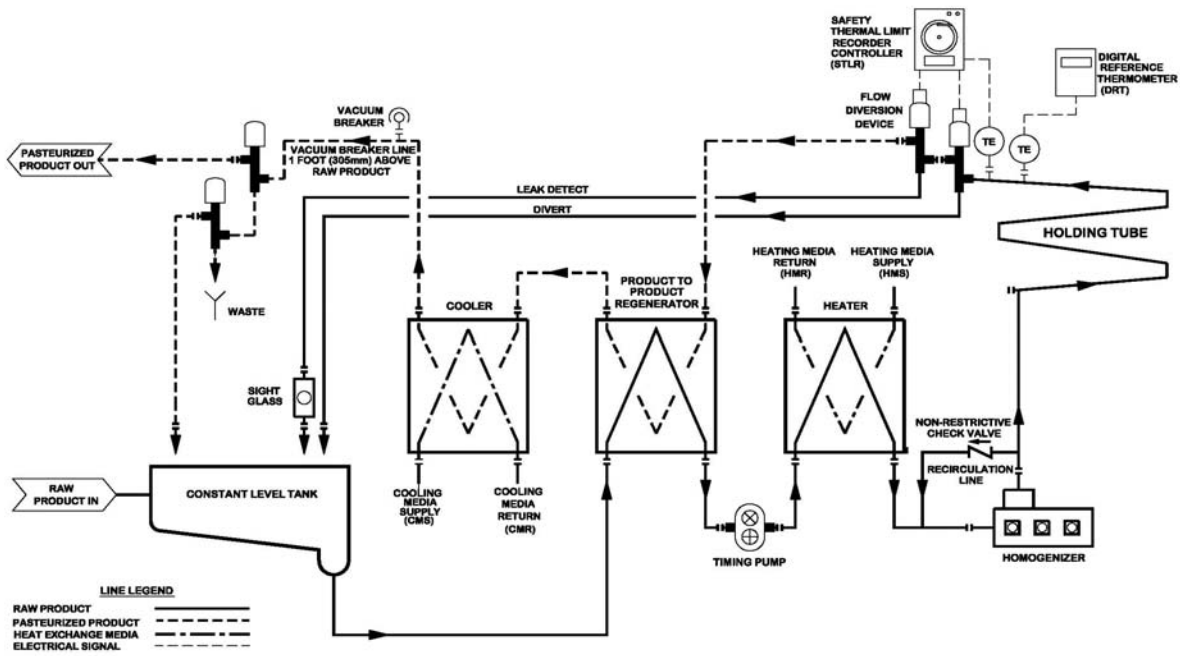 SAFETY
THERMAL LIMIT
RECORDER
CONTROLLER
(STLR)
DIGITAL
REFERENCE
THERMOMETER
(DRT)
FLOW
DIVERSION
DEVICE
TE
TE
VACUUM
BREAKER
PASTEURIZED
PRODUCT OUT
VACUUM BREAKER LINE
1 FOOT (305mm) ABOVE
RAW PRODUCT
LEAK DETECT
DIVERT
HOLDING TUBE
HEATING MEDIA
RETURN
(HMR)
HEATING MEDIA
SUPPLY
(HMS)
PRODUCT TO
PRODUCT
REGENERATOR
COOLER
HEATER
WASTE
SIGHT
GLASS
NON-RESTRICTIVE
CHECK VALVE
RECIRCULATION
LINE
RAW
PRODUCT IN
CONSTANT LEVEL TANK
COOLING
MEDIA
SUPPLY
(CMS)
COOLING
MEDIA
RETURN
(CMR)
TIMING PUMP
HOMOGENIZER
LINE LEGEND
RAW PRODUCT
PASTEURIZED PRODUCT
HEAT EXCHANGE MEDIA
ELECTRICAL SIGNAL